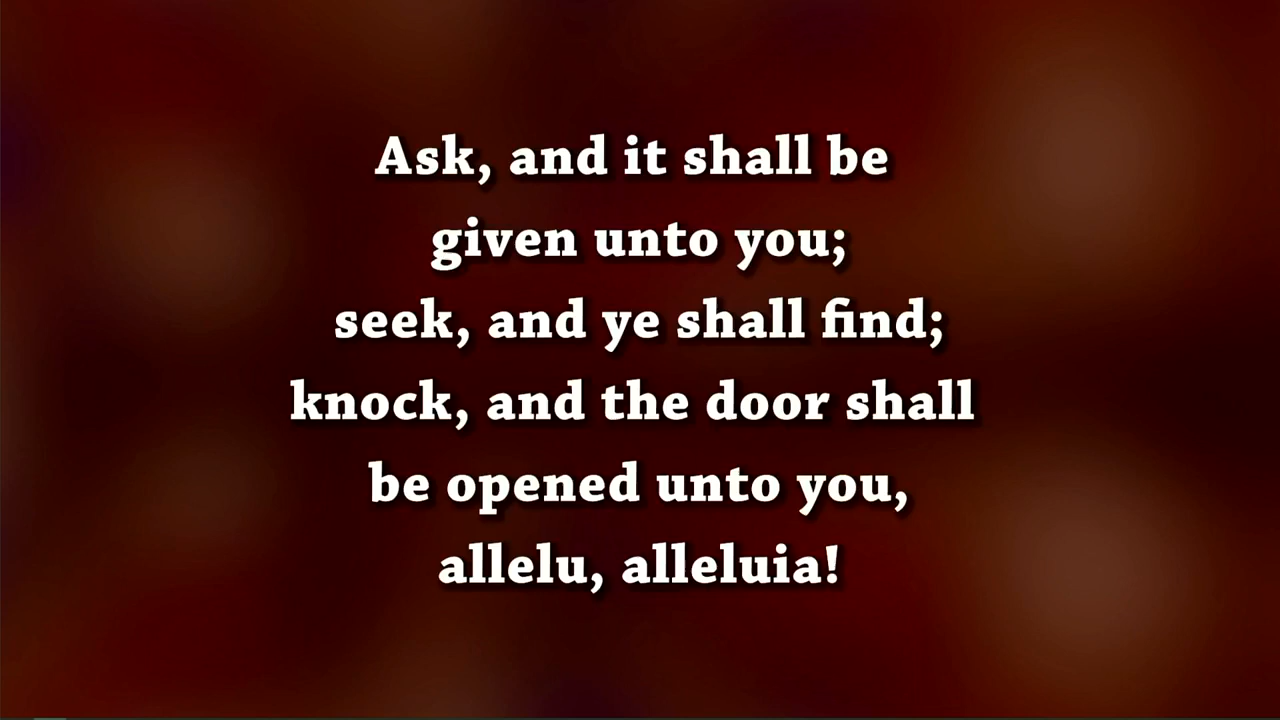 Ask, and it shall be
given unto you;
seek, and ye shall find;
knock, and the door shall
be opened unto you,
allelu, alleluia!